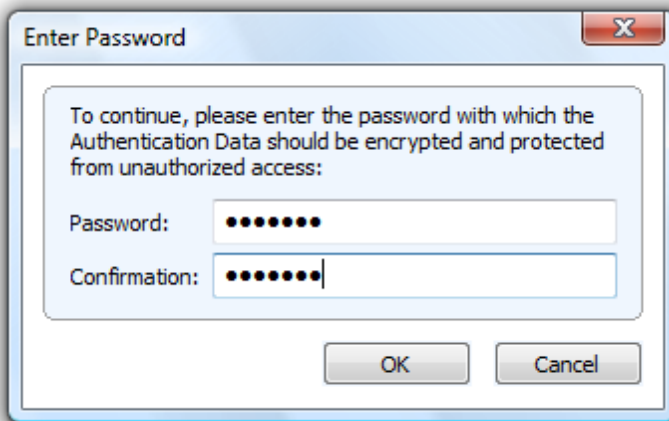 Enter Password
To continue, please enter the password with which the
Authentication Data should be encrypted and protected
from unauthorized access:
Password: •••••••
Confirmation: •••••••
OK Cancel